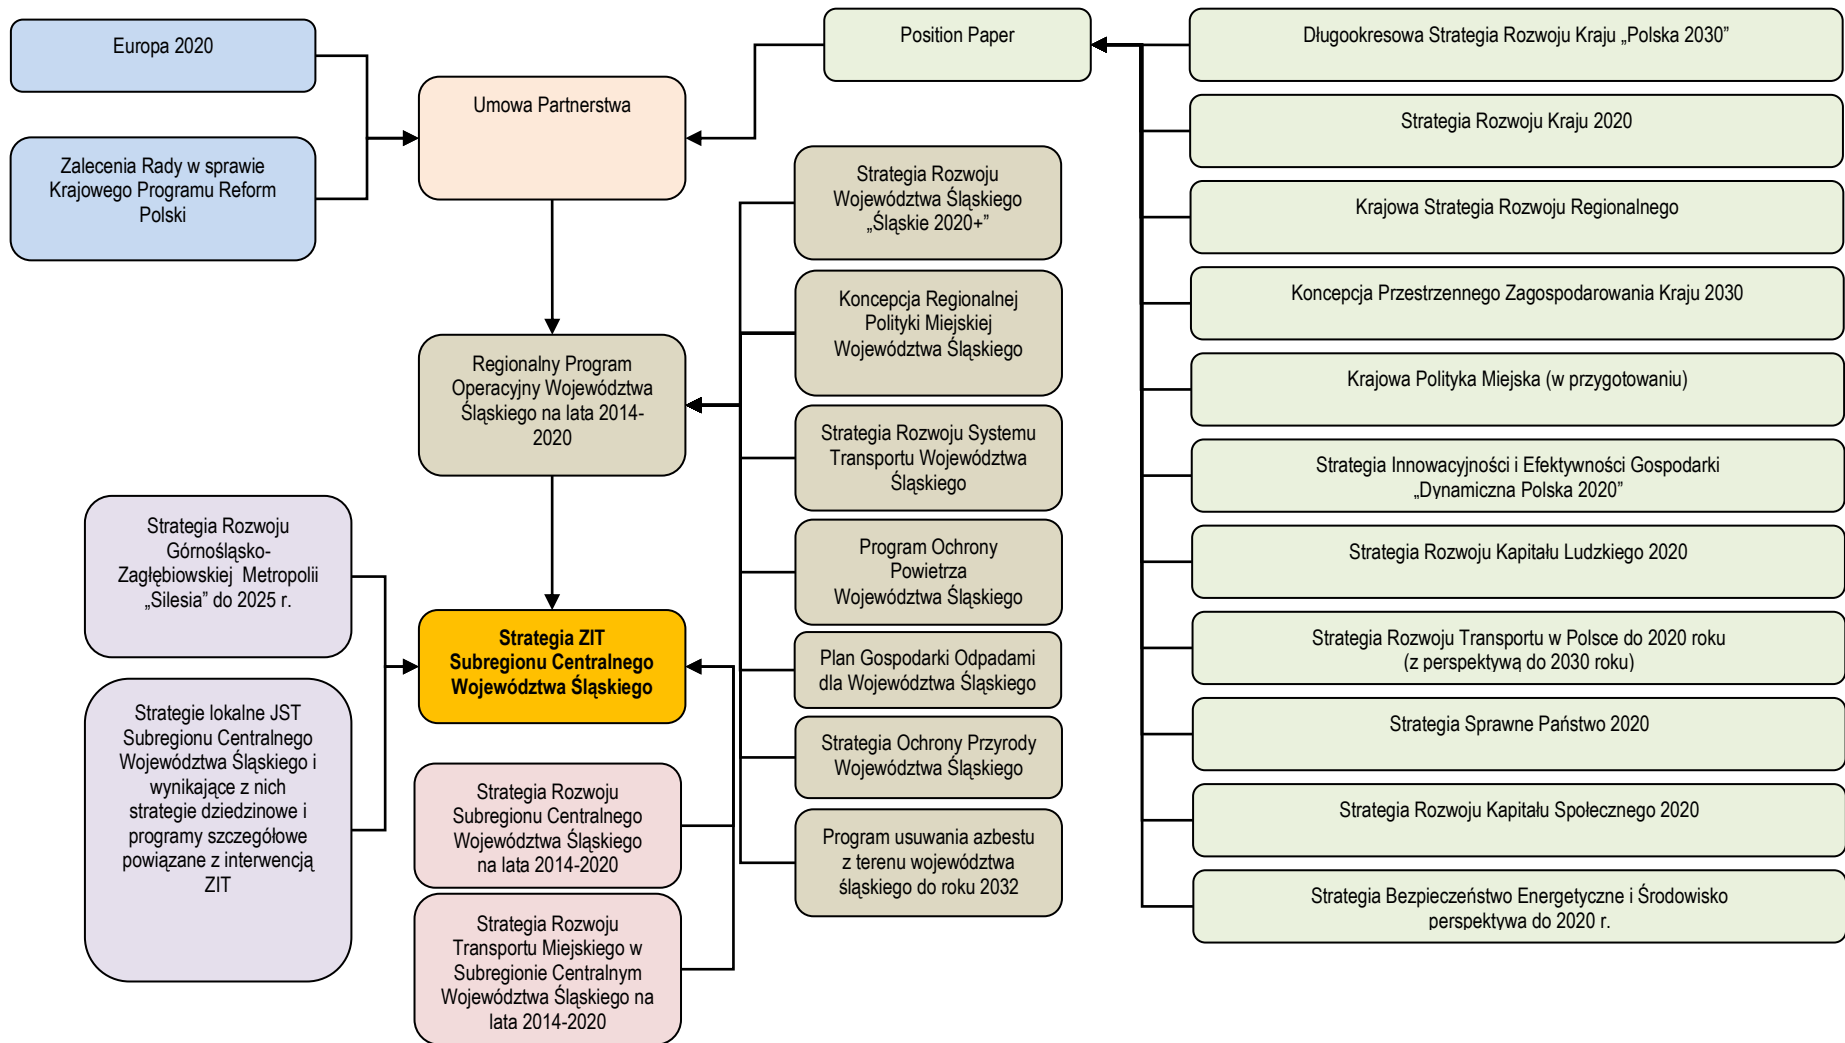 Europa 2020
Zalecenia Rady w sprawie
Krajowego Programu Reform
Polski
Umowa Partnerstwa
Position Paper
Regionalny Program
Operacyjny Województwa
Śląskiego na lata 2014-
2020
Strategia Rozwoju
Górnośląsko-
Zagłębiowskiej Metropolii
„Silesia” do 2025 r.
Strategie lokalne JST
Subregionu Centralnego
Województwa Śląskiego i
wynikające z nich
strategie dziedzinowe i
programy szczegółowe
powiązane z interwencją
ZIT
Strategia ZIT
Subregionu Centralnego
Województwa Śląskiego
Strategia Rozwoju
Subregionu Centralnego
Województwa Śląskiego
na lata 2014-2020
Strategia Rozwoju
Transportu Miejskiego w
Subregionie Centralnym
Województwa Śląskiego na
lata 2014-2020
Strategia Rozwoju
Województwa Śląskiego
„Śląskie 2020+”
Koncepcja Regionalnej
Polityki Miejskiej
Województwa Śląskiego
Strategia Rozwoju Systemu
Transportu Województwa
Śląskiego
Program Ochrony
Powietrza
Województwa Śląskiego
Plan Gospodarki Odpadami
dla Województwa Śląskiego
Strategia Ochrony Przyrody
Województwa Śląskiego
Program usuwania azbestu
z terenu województwa
śląskiego do roku 2032
Długookresowa Strategia Rozwoju Kraju „Polska 2030”
Strategia Rozwoju Kraju 2020
Krajowa Strategia Rozwoju Regionalnego
Koncepcja Przestrzennego Zagospodarowania Kraju 2030
Krajowa Polityka Miejska (w przygotowaniu)
Strategia Innowacyjności i Efektywności Gospodarki
„Dynamiczna Polska 2020”
Strategia Rozwoju Kapitału Ludzkiego 2020
Strategia Rozwoju Transportu w Polsce do 2020 roku
(z perspektywą do 2030 roku)
Strategia Sprawne Państwo 2020
Strategia Rozwoju Kapitału Społecznego 2020
Strategia Bezpieczeństwo Energetyczne i Środowisko
perspektywa do 2020 r.